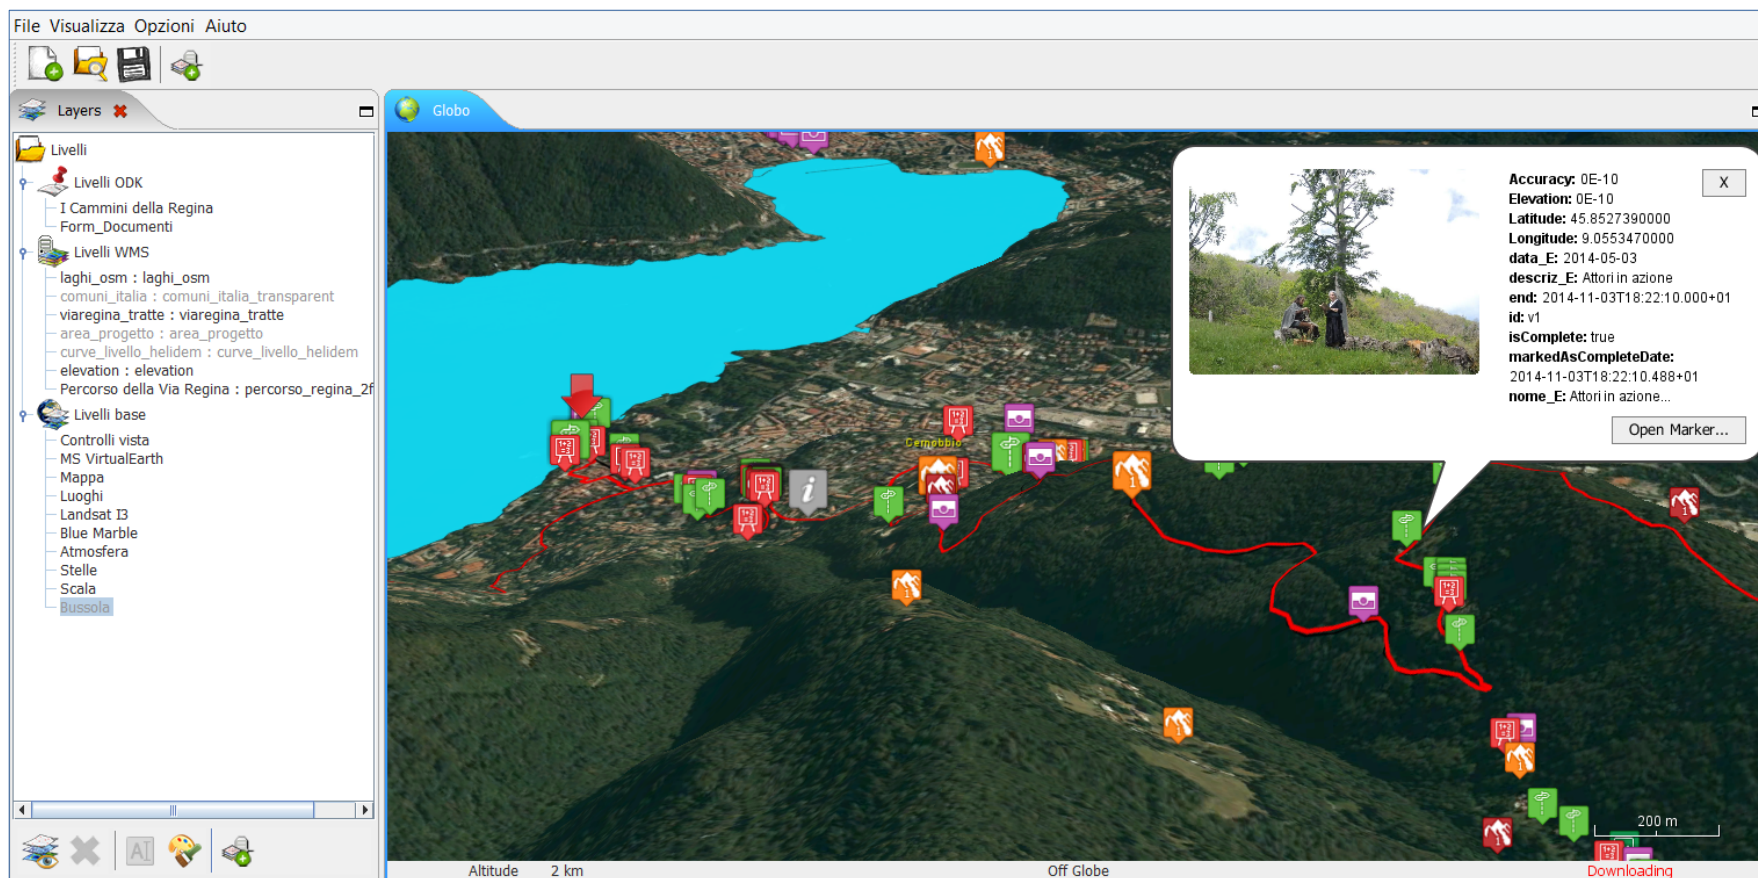 File Visualizza Opzioni Aiuto
Layers
Livelli
Livelli ODK
I Cammini della Regina
Form_Documenti
Livelli WMS
laghi_osm : laghi_osm
comuni_italia : comuni_italia_transparent
viaregina_tratte : viaregina_tratte
area_progetto : area_progetto
curve_livello_helidem : curve_livello_helidem
elevation : elevation
Percorso della Via Regina : percorso_regina_2f
Livelli base
Controlli vista
MS VirtualEarth
Mappa
Luoghi
Landsat I3
Blue Marble
Atmosfera
Stelle
Scala
Bussola
AI
Globo
Accuracy: 0E-10
X
Elevation: 0E-10
Latitude: 45.8527390000
Longitude: 9.0553470000
data_E: 2014-05-03
descriz_E: Attori in azione
end: 2014-11-03T18:22:10.000+01
id: v1
isComplete: true
markedAsCompleteDate:
2014-11-03T18:22:10.488+01
nome_E: Attori in azione...
Open Marker...
Cernobbio
200 m
Altitude 2 km
Off Globe
Downloading